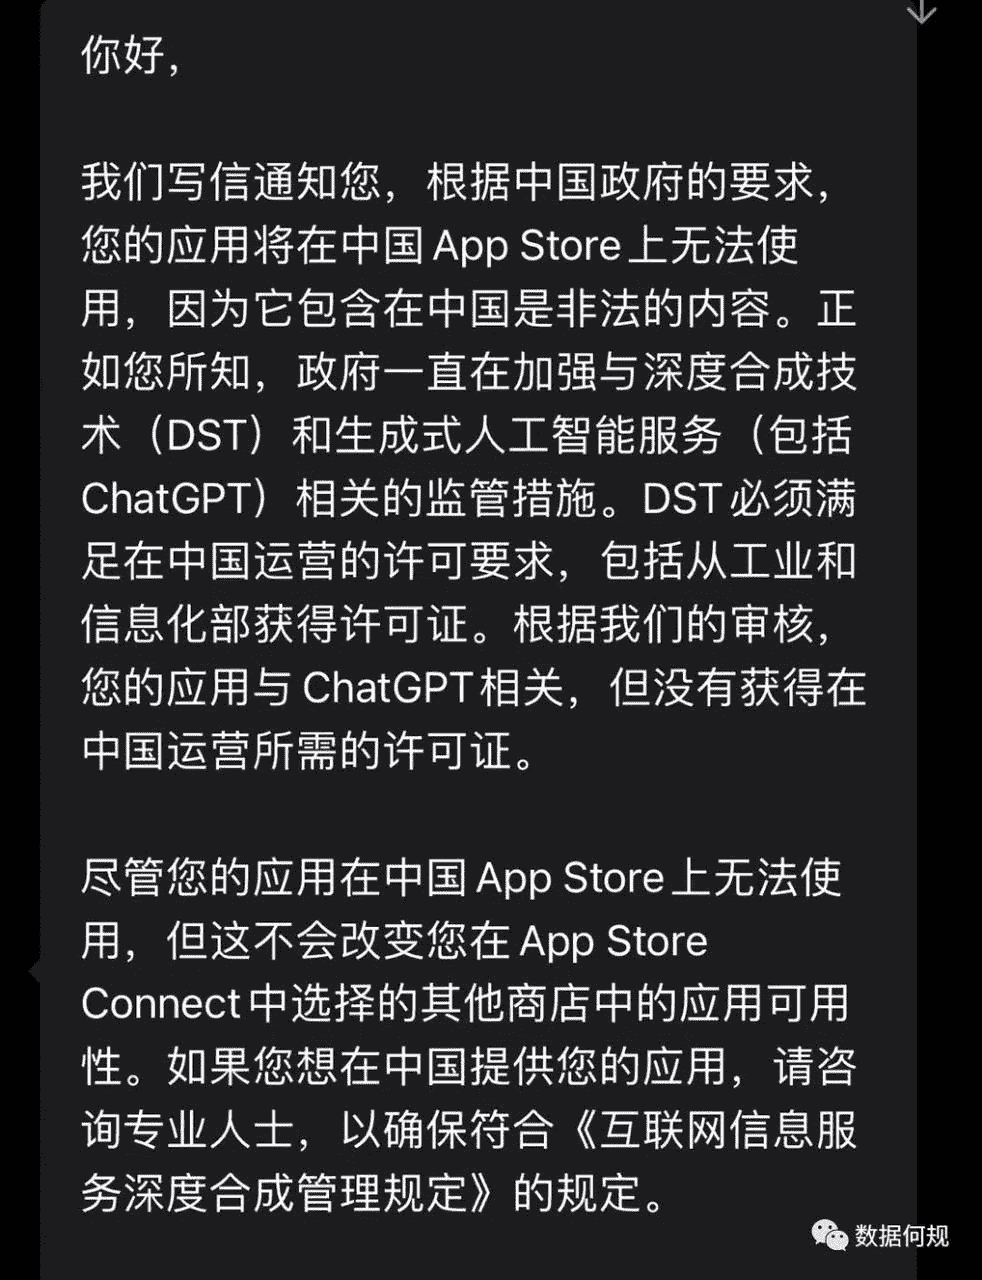 你好，
我们写信通知您，根据中国政府的要求，
您的应用将在中国 App Store 上无法使
用，因为它包含在中国是非法的内容。正
如您所知，政府一直在加强与深度合成技
术（DST）和生成式人工智能服务（包括
ChatGPT）相关的监管措施。DST 必须满
足在中国运营的许可要求，包括从工业和
信息化部获得许可证。根据我们的审核，
您的应用与 ChatGPT 相关，但没有获得在
中国运营所需的许可证。
尽管您的应用在中国 App Store 上无法使
用，但这不会改变您在 App Store
Connect 中选择的其他商店中的应用可用
性。如果您想在中国提供您的应用，请咨
询专业人士，以确保符合《互联网信息服
务深度合成管理规定》的规定。
数据何规